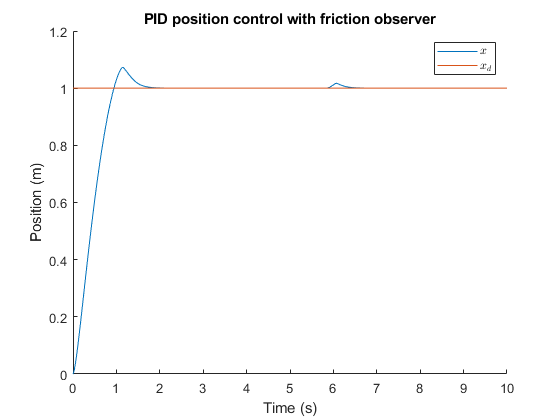 PID position control with friction observer
x
x_d
1.2
1
0.8
0.6
0.4
0.2
0
Position (m)
0 1 2 3 4 5 6 7 8 9 10
Time (s)